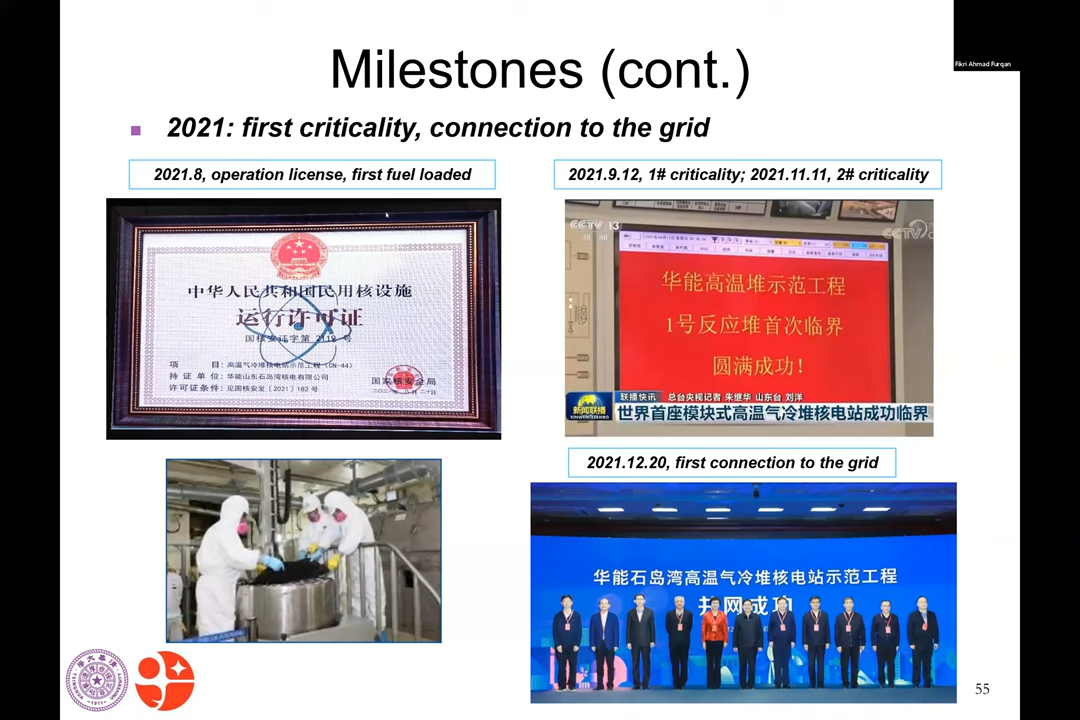 Fikri Ahmad Furqan
Milestones (cont.)
2021: first criticality, connection to the grid
2021.8, operation license, first fuel loaded
2021.9.12, 1# criticality; 2021.11.11, 2# criticality
中华人民共和国民用核设施
运行许可证
国核安证字第 2119 号
项 目: 高温气冷堆核电站示范工程 (CN-44)
持 证 单 位: 华能山东石岛湾核电有限公司
许可证条件: 见国核安发〔2021〕182 号
国家核安全局
CCTV 13
CCTV
华能高温堆示范工程
1号反应堆首次临界
圆满成功!
新闻联播
联播快讯 总台央视记者 朱继华 山东台 刘洋
世界首座模块式高温气冷堆核电站成功临界
2021.12.20, first connection to the grid
华能石岛湾高温气冷堆核电站示范工程
并网成功
55